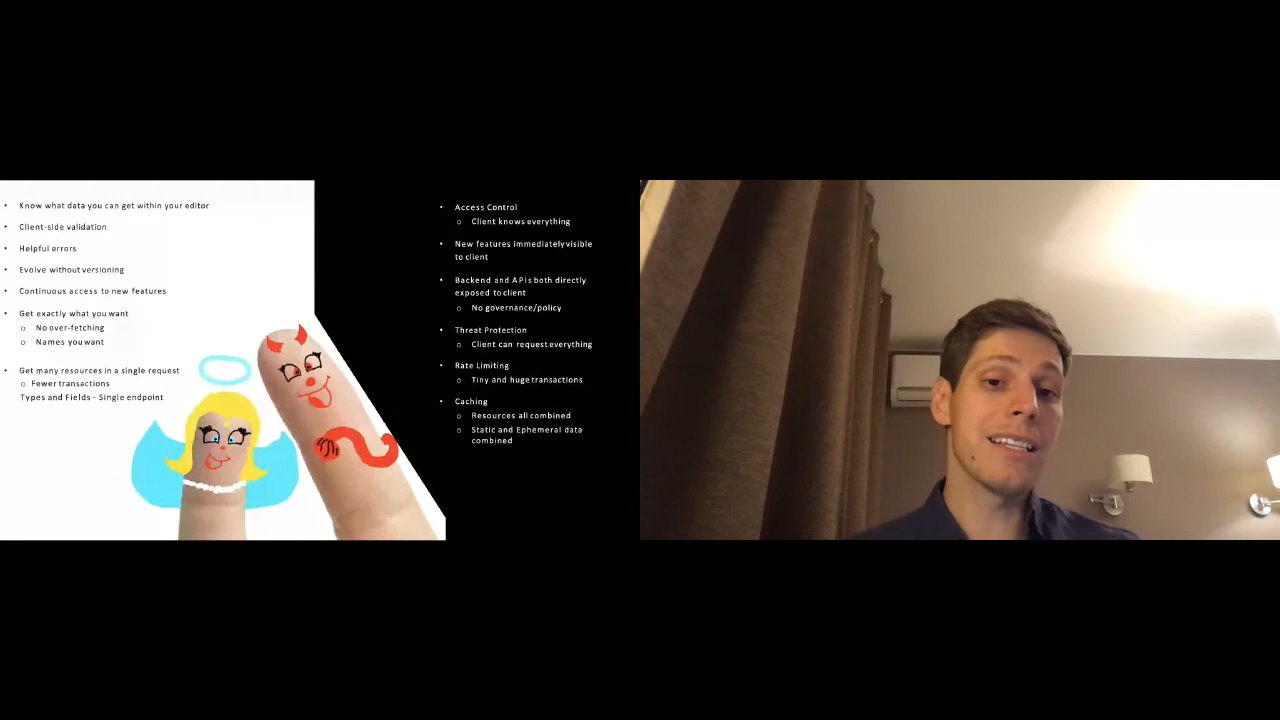 • Know what data you can get within your editor
• Client-side validation
• Helpful errors
• Evolve without versioning
• Continuous access to new features
• Get exactly what you want
o No over-fetching
o Names you want
• Get many resources in a single request
o Fewer transactions
Types and Fields - Single endpoint
• Access Control
o Client knows everything
• New features immediately visible
to client
• Backend and APIs both directly
exposed to client
o No governance/policy
• Threat Protection
o Client can request everything
• Rate Limiting
o Tiny and huge transactions
• Caching
o Resources all combined
o Static and Ephemeral data
combined